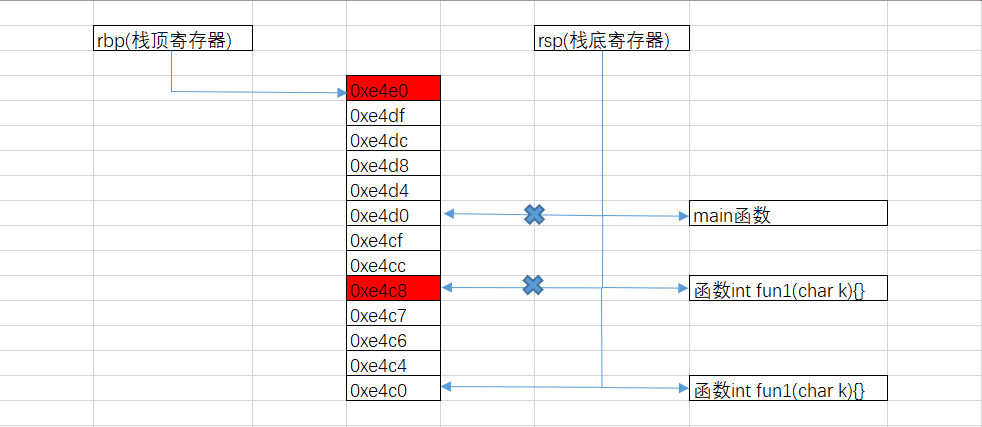 rbp(栈顶寄存器)
rsp(栈底寄存器)
0xe4e0
0xe4df
0xe4dc
0xe4d8
0xe4d4
0xe4d0
main函数
0xe4cf
0xe4cc
0xe4c8
函数int fun1(char k){}
0xe4c7
0xe4c6
0xe4c4
0xe4c0
函数int fun1(char k){}